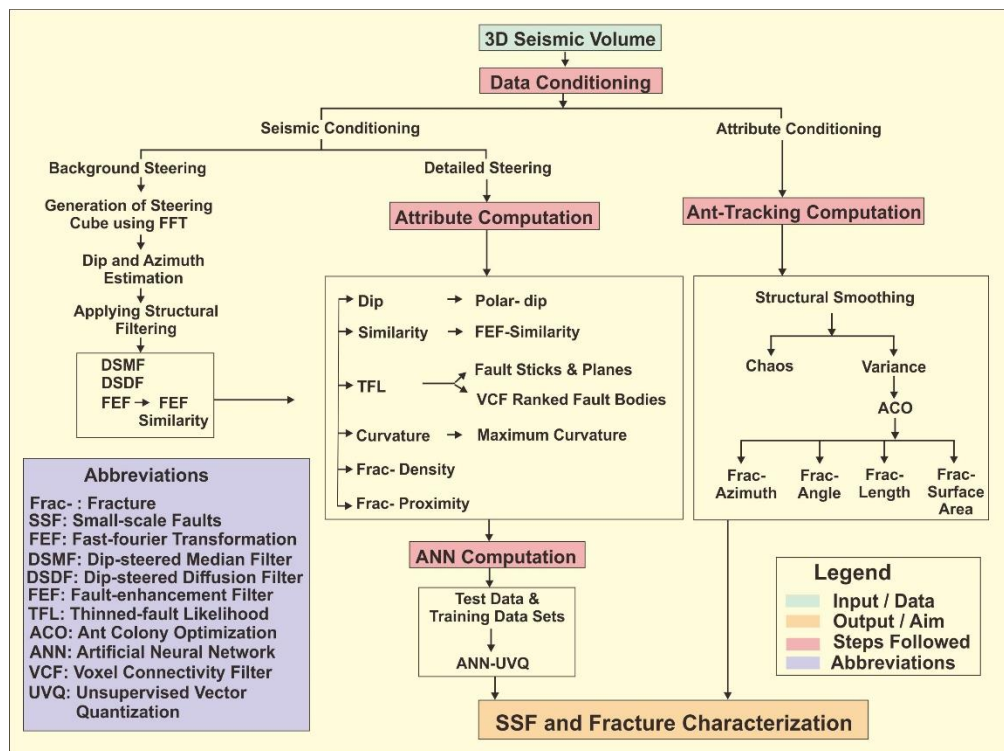 3D Seismic Volume
Data Conditioning
Seismic Conditioning
Attribute Conditioning
Background Steering
Detailed Steering
Generation of Steering
Cube using FFT
Dip and Azimuth
Estimation
Applying Structural
Filtering
DSMF
DSDF
FEF → FEF
Similarity
Attribute Computation
Dip → Polar- dip
Similarity → FEF-Similarity
TFL
Fault Sticks & Planes
VCF Ranked Fault Bodies
Curvature → Maximum Curvature
Frac- Density
Frac- Proximity
ANN Computation
Test Data &
Training Data Sets
ANN-UVQ
Ant-Tracking Computation
Structural Smoothing
Chaos
Variance
ACO
Frac-
Azimuth
Frac-
Angle
Frac-
Length
Frac-
Surface
Area
SSF and Fracture Characterization
Abbreviations
Frac- : Fracture
SSF: Small-scale Faults
FEF: Fast-fourier Transformation
DSMF: Dip-steered Median Filter
DSDF: Dip-steered Diffusion Filter
FEF: Fault-enhancement Filter
TFL: Thinned-fault Likelihood
ACO: Ant Colony Optimization
ANN: Artificial Neural Network
VCF: Voxel Connectivity Filter
UVQ: Unsupervised Vector
Quantization
Legend
Input / Data
Output / Aim
Steps Followed
Abbreviations